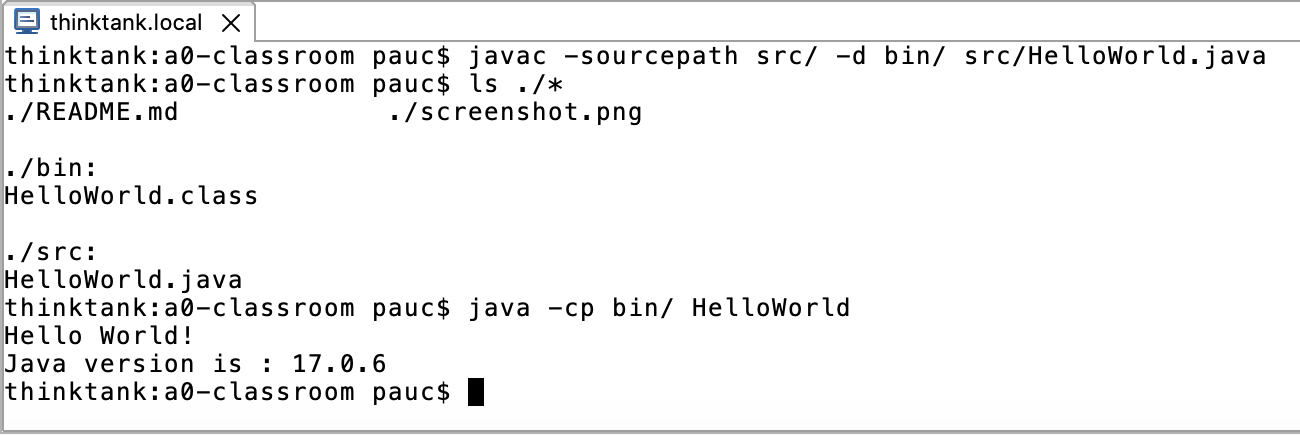 thinktank.local
thinktank:a0-classroom pauc$ javac -sourcepath src/ -d bin/ src/HelloWorld.java
thinktank:a0-classroom pauc$ ls ./*
./README.md             ./screenshot.png
./bin:
HelloWorld.class
./src:
HelloWorld.java
thinktank:a0-classroom pauc$ java -cp bin/ HelloWorld
Hello World!
Java version is : 17.0.6
thinktank:a0-classroom pauc$